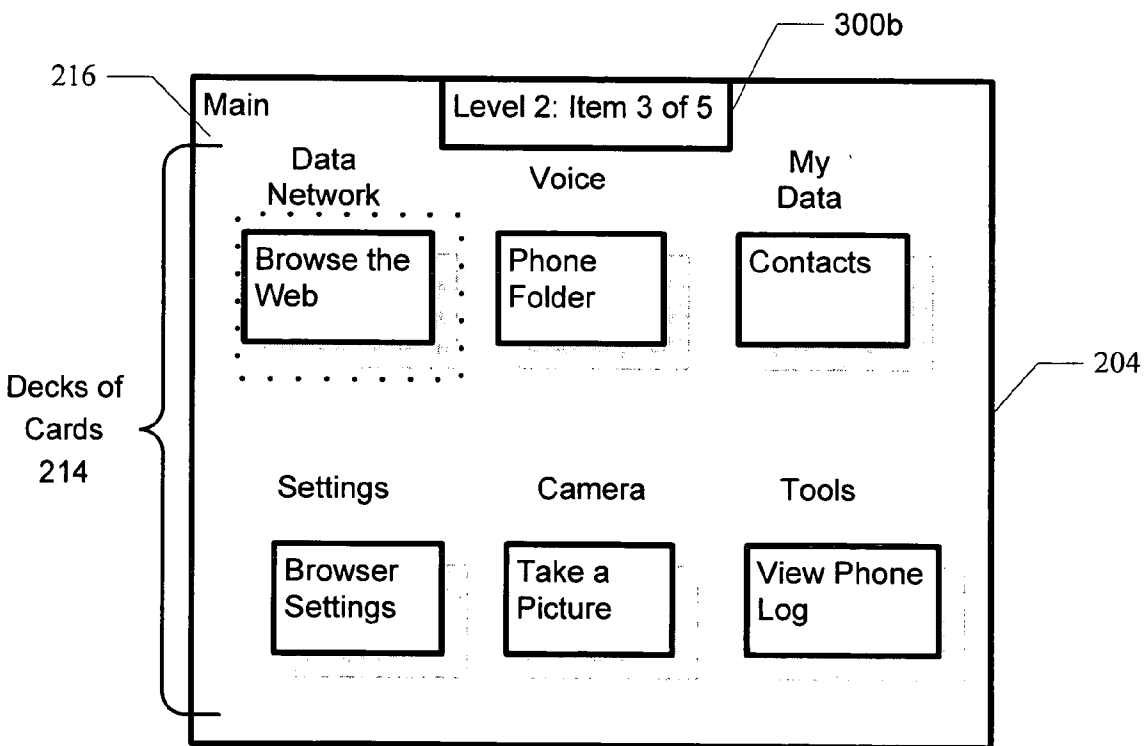 300b
216
Main
Level 2: Item 3 of 5
Data
Network
Voice
My
Data
Browse the
Web
Phone
Folder
Contacts
204
Decks of
Cards
214
Settings
Camera
Tools
Browser
Settings
Take a
Picture
View Phone
Log